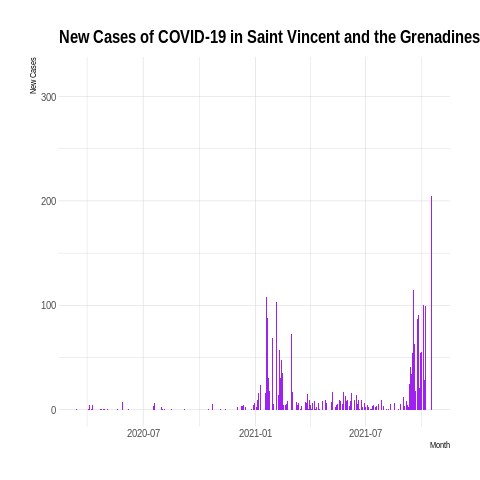 New Cases of COVID-19 in Saint Vincent and the Grenadines
New Cases
300
200
100
0
2020-07 2021-01 2021-07
Month